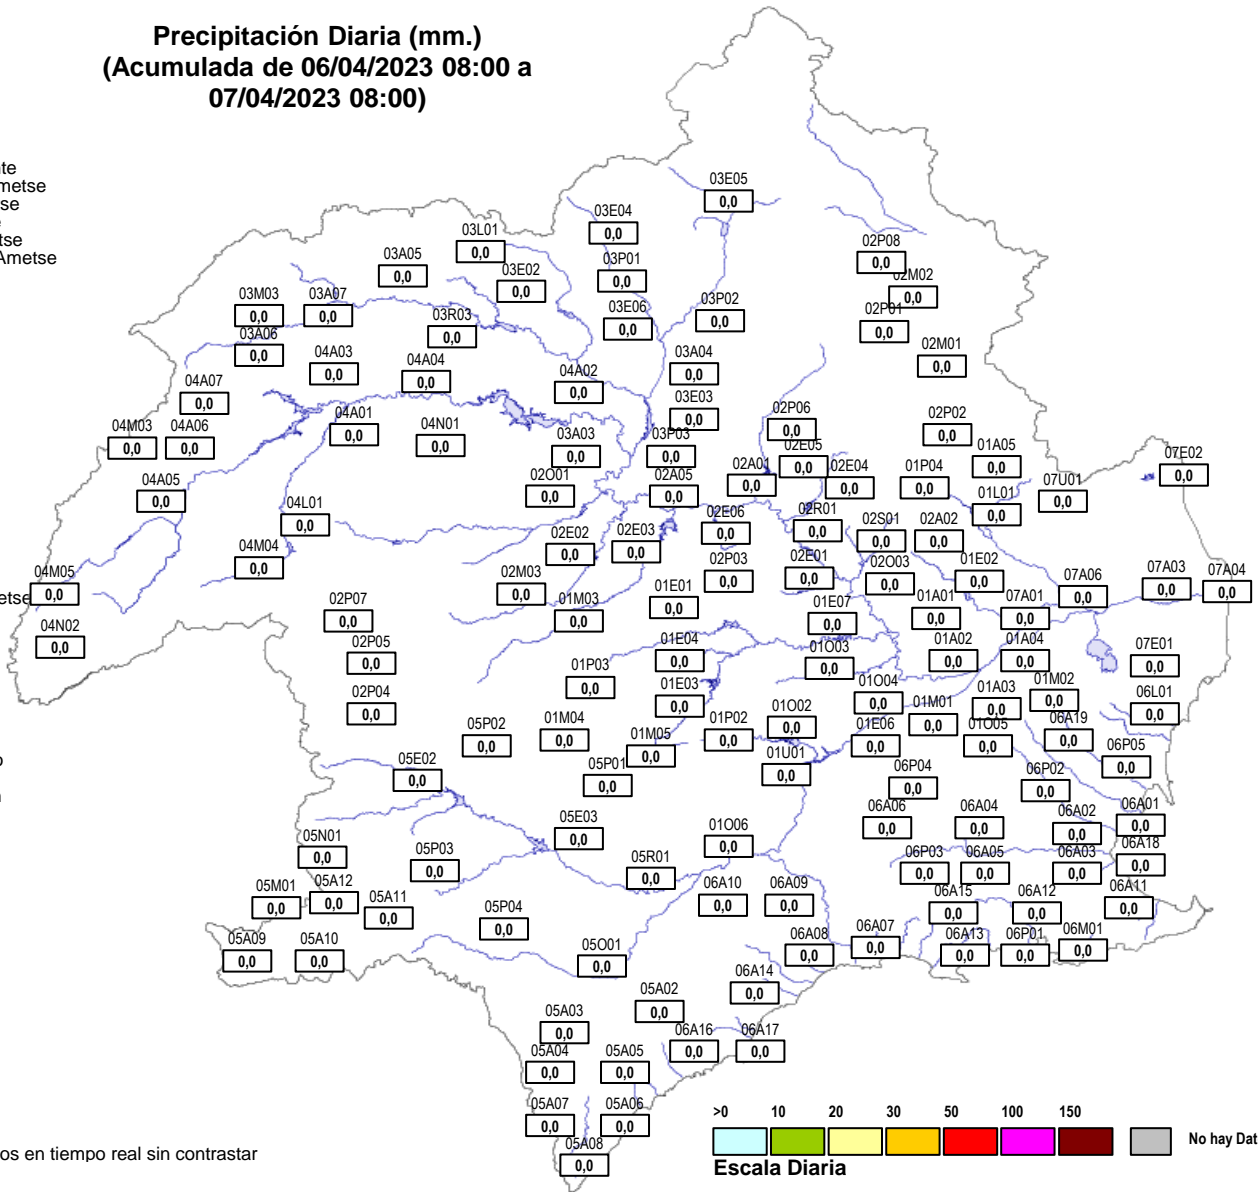 Precipitación Diaria (mm.)
(Acumulada de 06/04/2023 08:00 a
07/04/2023 08:00)
03E05
0,0
03E04
0,0
03L01
0,0
03A05
0,0
03E02
0,0
03P01
0,0
02P08
0,0
02M02
0,0
03M03
0,0
03A07
0,0
03R03
0,0
03E06
0,0
03P02
0,0
02P01
0,0
03A06
0,0
04A03
0,0
04A04
0,0
04A02
0,0
03A04
0,0
02M01
0,0
04A07
0,0
03E03
0,0
04M03
0,0
04A06
0,0
04A01
0,0
04N01
0,0
03A03
0,0
03P03
0,0
02P06
0,0
02E05
0,0
02P02
0,0
01A05
0,0
07E02
0,0
04A05
0,0
02O01
0,0
02A05
0,0
02A01
0,0
02E04
0,0
01P04
0,0
01L01
0,0
07U01
0,0
04L01
0,0
02E02
0,0
02E03
0,0
02E06
0,0
02R01
0,0
02S01
0,0
02A02
0,0
04M04
0,0
04M05
0,0
etse
02M03
0,0
01M03
0,0
01E01
0,0
02P03
0,0
02E01
0,0
02O03
0,0
01E02
0,0
07A06
0,0
07A03
0,0
07A04
0,0
04N02
0,0
02P07
0,0
01E07
0,0
01A01
0,0
07A01
0,0
02P05
0,0
01P03
0,0
01E04
0,0
01O03
0,0
01A02
0,0
01A04
0,0
07E01
0,0
02P04
0,0
01E03
0,0
01O04
0,0
01M01
0,0
01A03
0,0
01M02
0,0
06L01
0,0
05P02
0,0
01M04
0,0
01M05
0,0
01P02
0,0
01O02
0,0
01E06
0,0
01O05
0,0
06A19
0,0
06P05
0,0
05E02
0,0
05P01
0,0
01U01
0,0
06P04
0,0
06P02
0,0
05E03
0,0
01O06
0,0
06A06
0,0
06A04
0,0
06A02
0,0
06A01
0,0
05N01
0,0
05P03
0,0
05R01
0,0
06P03
0,0
06A05
0,0
06A03
0,0
06A18
0,0
05M01
0,0
05A12
0,0
05A11
0,0
05P04
0,0
06A10
0,0
06A09
0,0
06A15
0,0
06A12
0,0
06A11
0,0
05A09
0,0
05A10
0,0
05O01
0,0
06A08
0,0
06A07
0,0
06A13
0,0
06P01
0,0
06M01
0,0
05A03
0,0
05A02
0,0
06A14
0,0
05A04
0,0
05A05
0,0
06A16
0,0
06A17
0,0
05A07
0,0
05A06
0,0
05A08
0,0
os en tiempo real sin contrastar
>0 10 20 30 50 100 150
No hay Dat
Escala Diaria